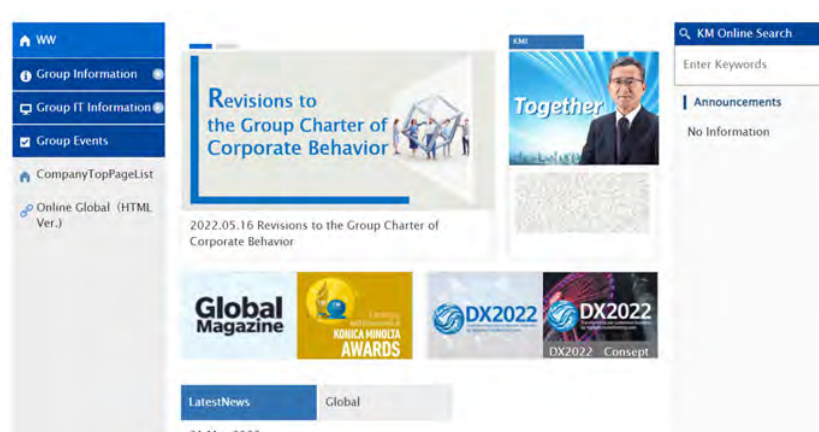 WW
Group Information
Group IT Information
Group Events
CompanyTopPageList
Online Global (HTML
Ver.)
Revisions to
the Group Charter of
Corporate Behavior
2022.05.16 Revisions to the Group Charter of
Corporate Behavior
KMI
Together
Global
Magazine
KONICA MINOLTA
AWARDS
DX2022
DX2022
DX2022 Consept
LatestNews
Global
KM Online Search
Enter Keywords
Announcements
No Information